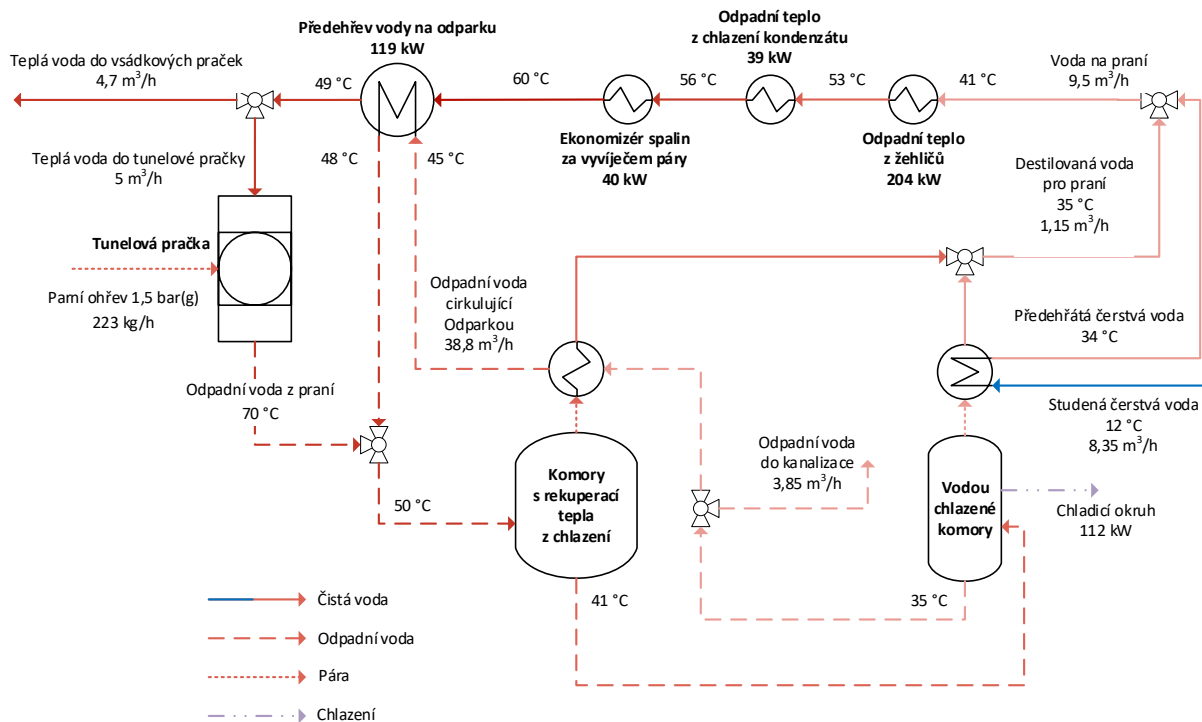 Předehřev vody na odparku
119 kW
Odpadní teplo
z chlazení kondenzátu
39 kW
Teplá voda do vsádkových praček
4,7 m³/h
49 °C
60 °C
56 °C
53 °C
41 °C
Voda na praní
9,5 m³/h
Ekonomizér spalin
za vyvíječem páry
40 kW
Odpadní teplo
z žehličů
204 kW
Teplá voda do tunelové pračky
5 m³/h
48 °C
45 °C
Destilovaná voda
pro praní
35 °C
1,15 m³/h
Tunelová pračka
Parní ohřev 1,5 bar(g)
223 kg/h
Odpadní voda
cirkulující
Odparkou
38,8 m³/h
Předehřátá čerstvá voda
34 °C
Odpadní voda z praní
70 °C
Studená čerstvá voda
12 °C
8,35 m³/h
Odpadní voda
do kanalizace
3,85 m³/h
Komory
s rekuperací
tepla
z chlazení
50 °C
Vodou
chlazené
komory
Chladicí okruh
112 kW
41 °C
35 °C
Čistá voda
Odpadní voda
Pára
Chlazení